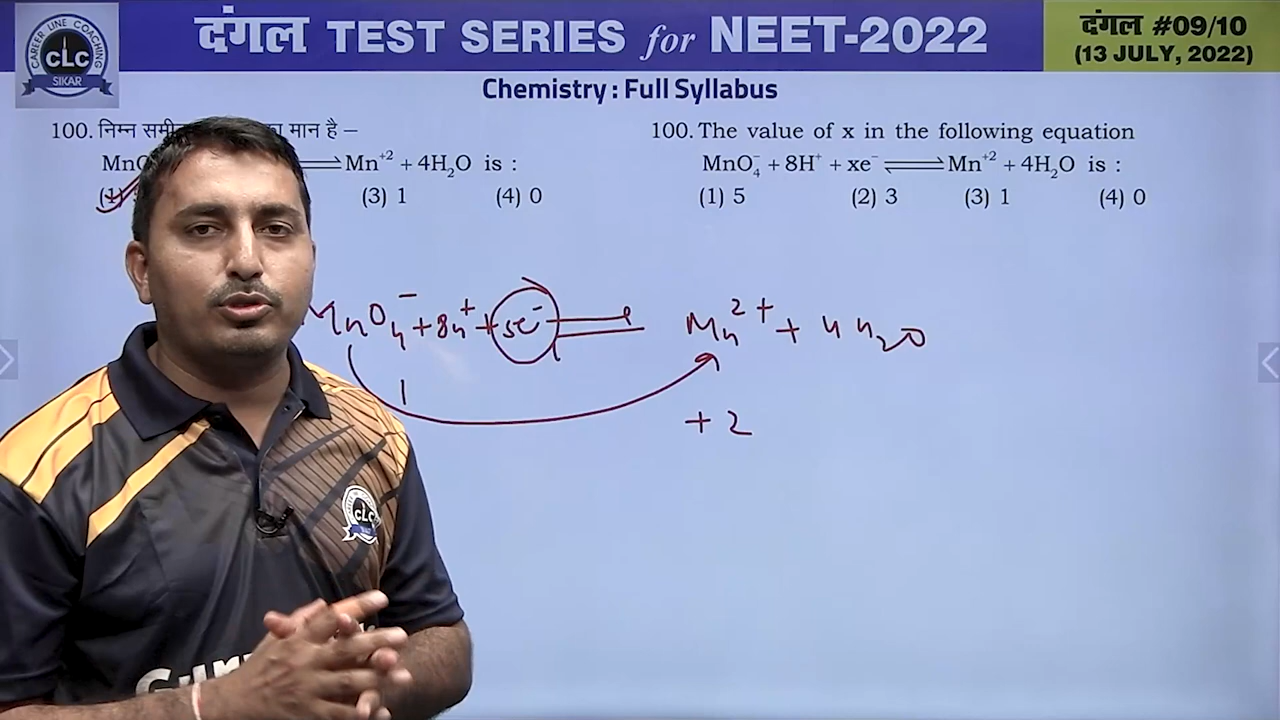 दंगल TEST SERIES for NEET-2022
दंगल #09/10
(13 JULY, 2022)
CAREER LINE COACHING
CLC
SIKAR
Chemistry : Full Syllabus
100. निम्न मान है –
MnO ⇌ Mn⁺² + 4H₂O is :
(1) (3) 1 (4) 0
100. The value of x in the following equation
MnO₄⁻ + 8H⁺ + xe⁻ ⇌ Mn⁺² + 4H₂O is :
(1) 5 (2) 3 (3) 1 (4) 0
MnO₄⁻ + 8H⁺ + 5e⁻ ⇌ Mn²⁺ + 4H₂O
+2
CLC